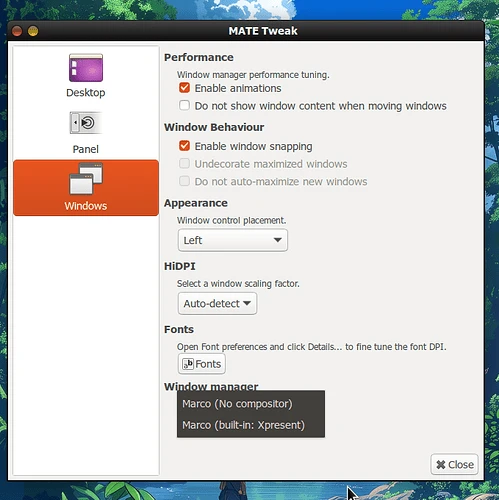 MATE Tweak
Desktop
Panel
Windows
Performance
Window manager performance tuning.
Enable animations
Do not show window content when moving windows
Window Behaviour
Enable window snapping
Undecorate maximized windows
Do not auto-maximize new windows
Appearance
Window control placement.
Left
HiDPI
Select a window scaling factor.
Auto-detect
Fonts
Open Font preferences and click Details... to fine tune the font DPI.
Fonts
Window manager
Marco (No compositor)
Marco (built-in: Xpresent)
Close